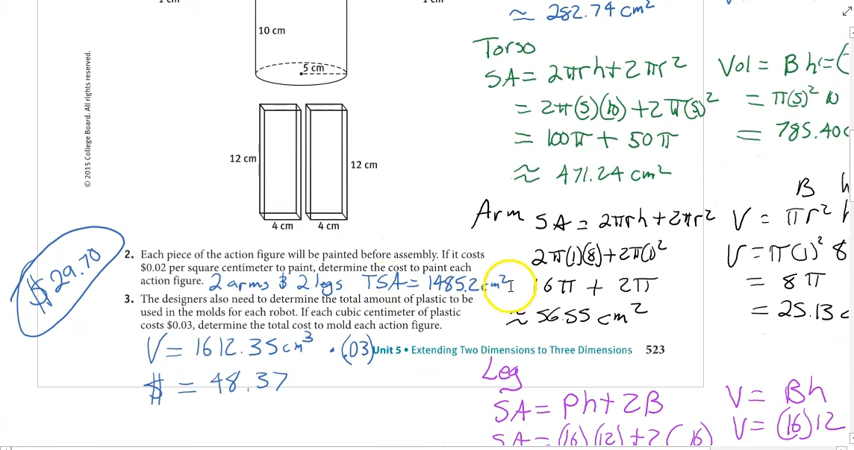 ≈ 282.74 cm²
10 cm
5 cm
© 2015 College Board. All rights reserved.
12 cm
12 cm
4 cm
4 cm
Torso
SA = 2πrh + 2πr²
= 2π(5)(10) + 2π(5)²
= 100π + 50π
≈ 471.24 cm²
Vol = Bh = (
= π(5)² 10
= 785.40 c
Arm SA = 2πrh + 2πr²
2π(1)(8) + 2π(1)²
16π + 2π
≈ 56.55 cm²
B h
V = πr² h
V = π(1)² 8
= 8π
= 25.13 c
$29.70
2. Each piece of the action figure will be painted before assembly. If it costs
$0.02 per square centimeter to paint, determine the cost to paint each
action figure. 2 arms & 2 legs TSA = 1485.2 cm²
3. The designers also need to determine the total amount of plastic to be
used in the molds for each robot. If each cubic centimeter of plastic
costs $0.03, determine the total cost to mold each action figure.
V = 1612.35 cm³ · (.03)
$ = 48.37
Unit 5 • Extending Two Dimensions to Three Dimensions 523
Leg
SA = Ph + 2B
SA = (16)(12) + 2(16)
V = Bh
V = (16)12